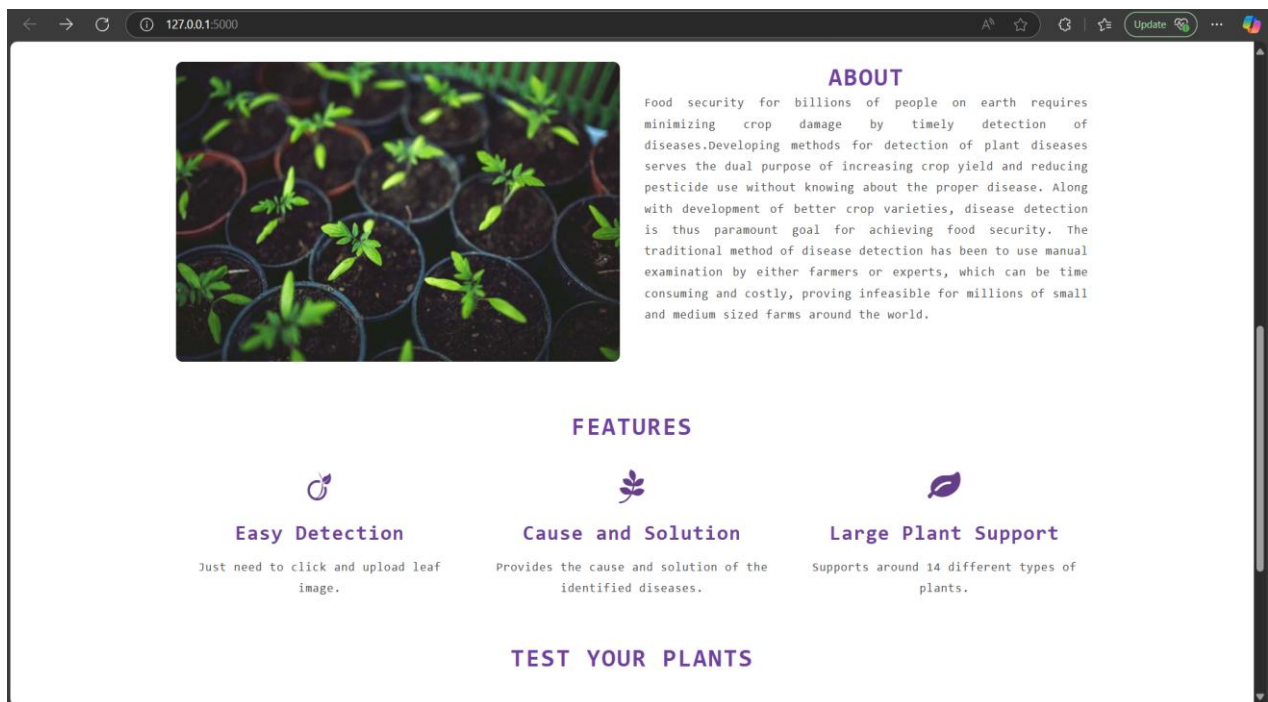 127.0.0.1:5000
Update
ABOUT
Food security for billions of people on earth requires
minimizing crop damage by timely detection of
diseases.Developing methods for detection of plant diseases
serves the dual purpose of increasing crop yield and reducing
pesticide use without knowing about the proper disease. Along
with development of better crop varieties, disease detection
is thus paramount goal for achieving food security. The
traditional method of disease detection has been to use manual
examination by either farmers or experts, which can be time
consuming and costly, proving infeasible for millions of small
and medium sized farms around the world.
FEATURES
Easy Detection
Just need to click and upload leaf
image.
Cause and Solution
Provides the cause and solution of the
identified diseases.
Large Plant Support
Supports around 14 different types of
plants.
TEST YOUR PLANTS